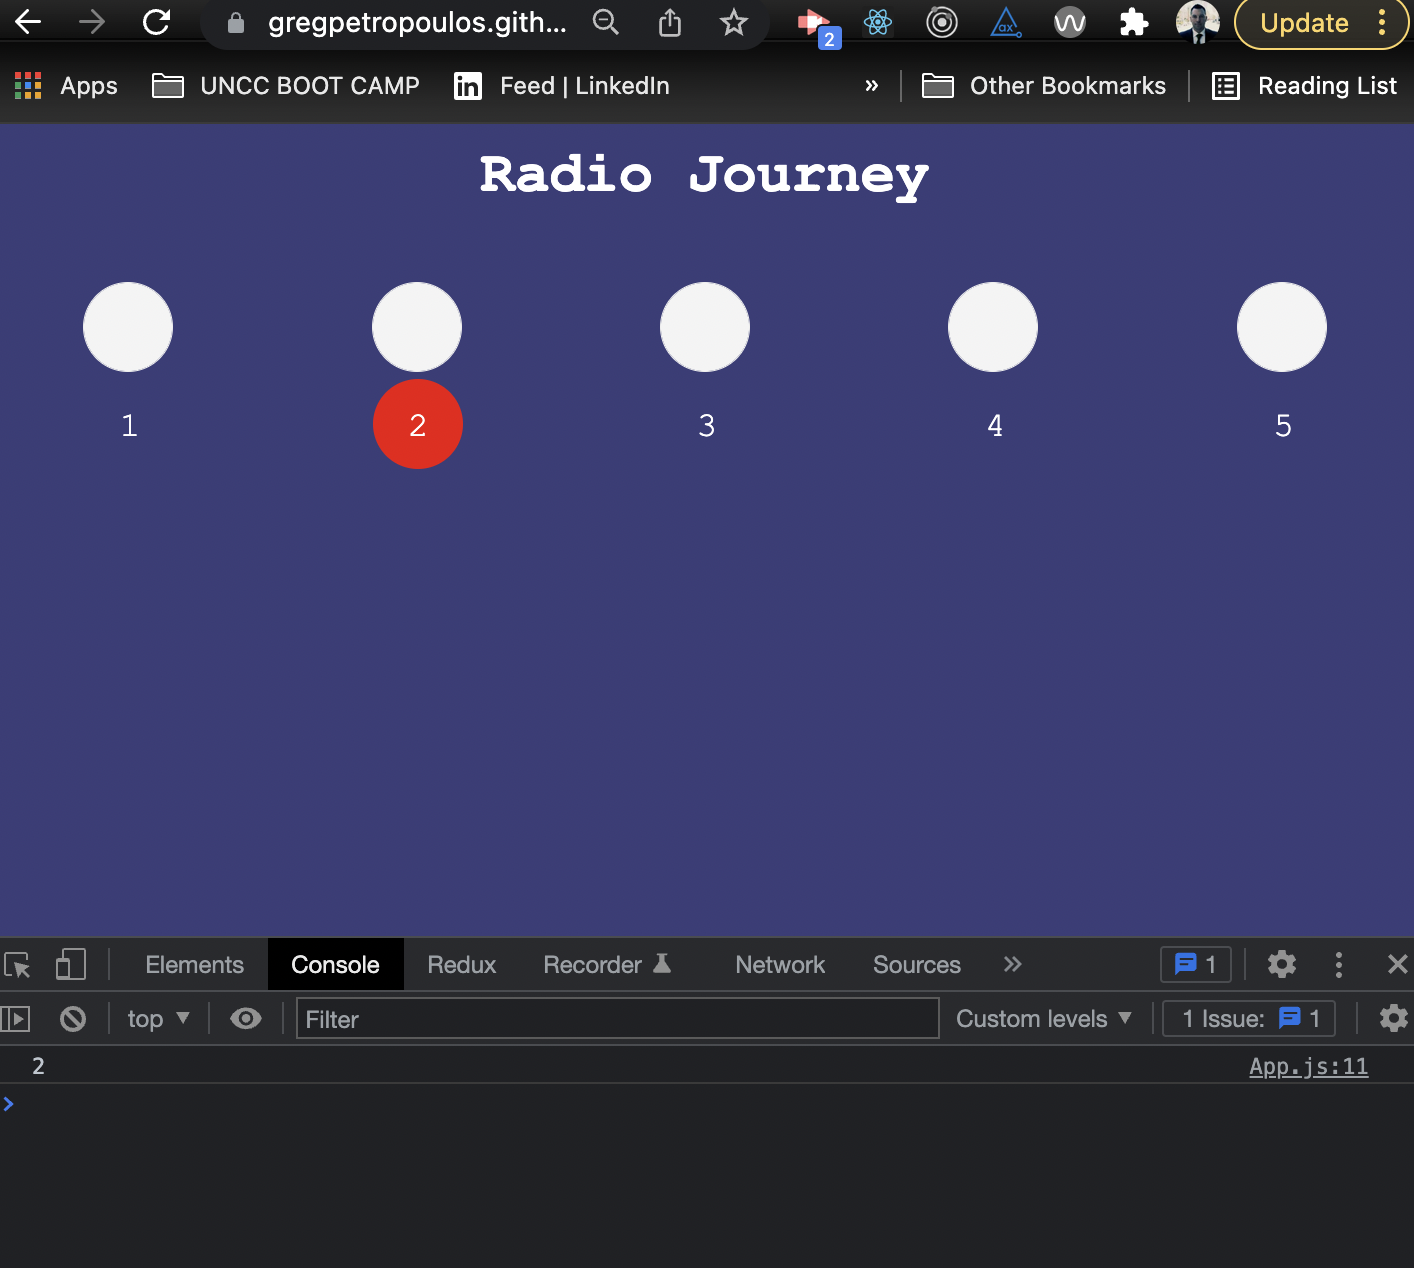 gregpetropoulos.gith... 2 Update
Apps UNCC BOOT CAMP in Feed | LinkedIn » Other Bookmarks Reading List
Radio Journey
1 2 3 4 5
Elements Console Redux Recorder Network Sources » 1
top Filter Custom levels 1 Issue: 1
2 App.js:11